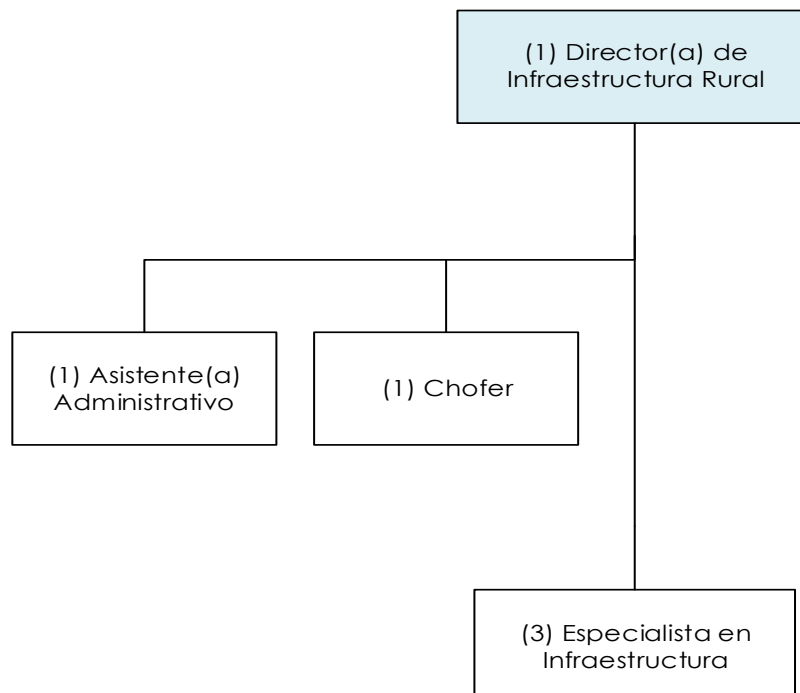 (1) Director(a) de
Infraestructura Rural
(1) Asistente(a)
Administrativo
(1) Chofer
(3) Especialista en
Infraestructura